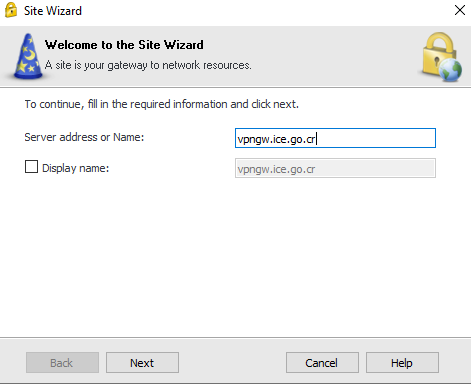 Site Wizard
Welcome to the Site Wizard
A site is your gateway to network resources.
To continue, fill in the required information and click next.
Server address or Name: vpngw.ice.go.cr
Display name: vpngw.ice.go.cr
Back Next Cancel Help